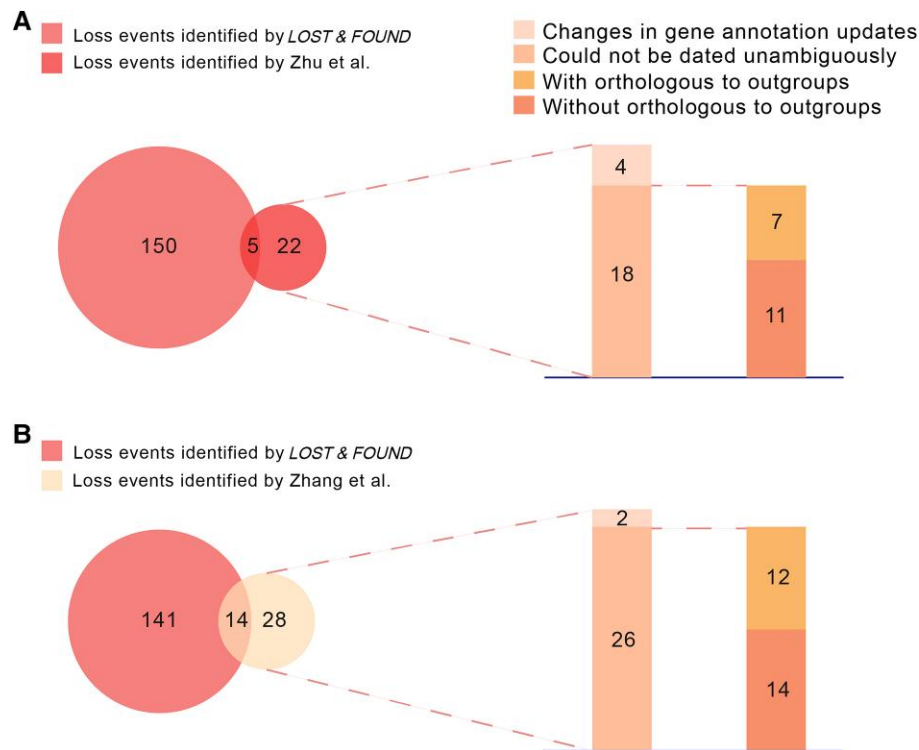 A
Loss events identified by LOST & FOUND
Loss events identified by Zhu et al.
Changes in gene annotation updates
Could not be dated unambiguously
With orthologous to outgroups
Without orthologous to outgroups
150
5
22
4
18
7
11
B
Loss events identified by LOST & FOUND
Loss events identified by Zhang et al.
141
14
28
2
26
12
14